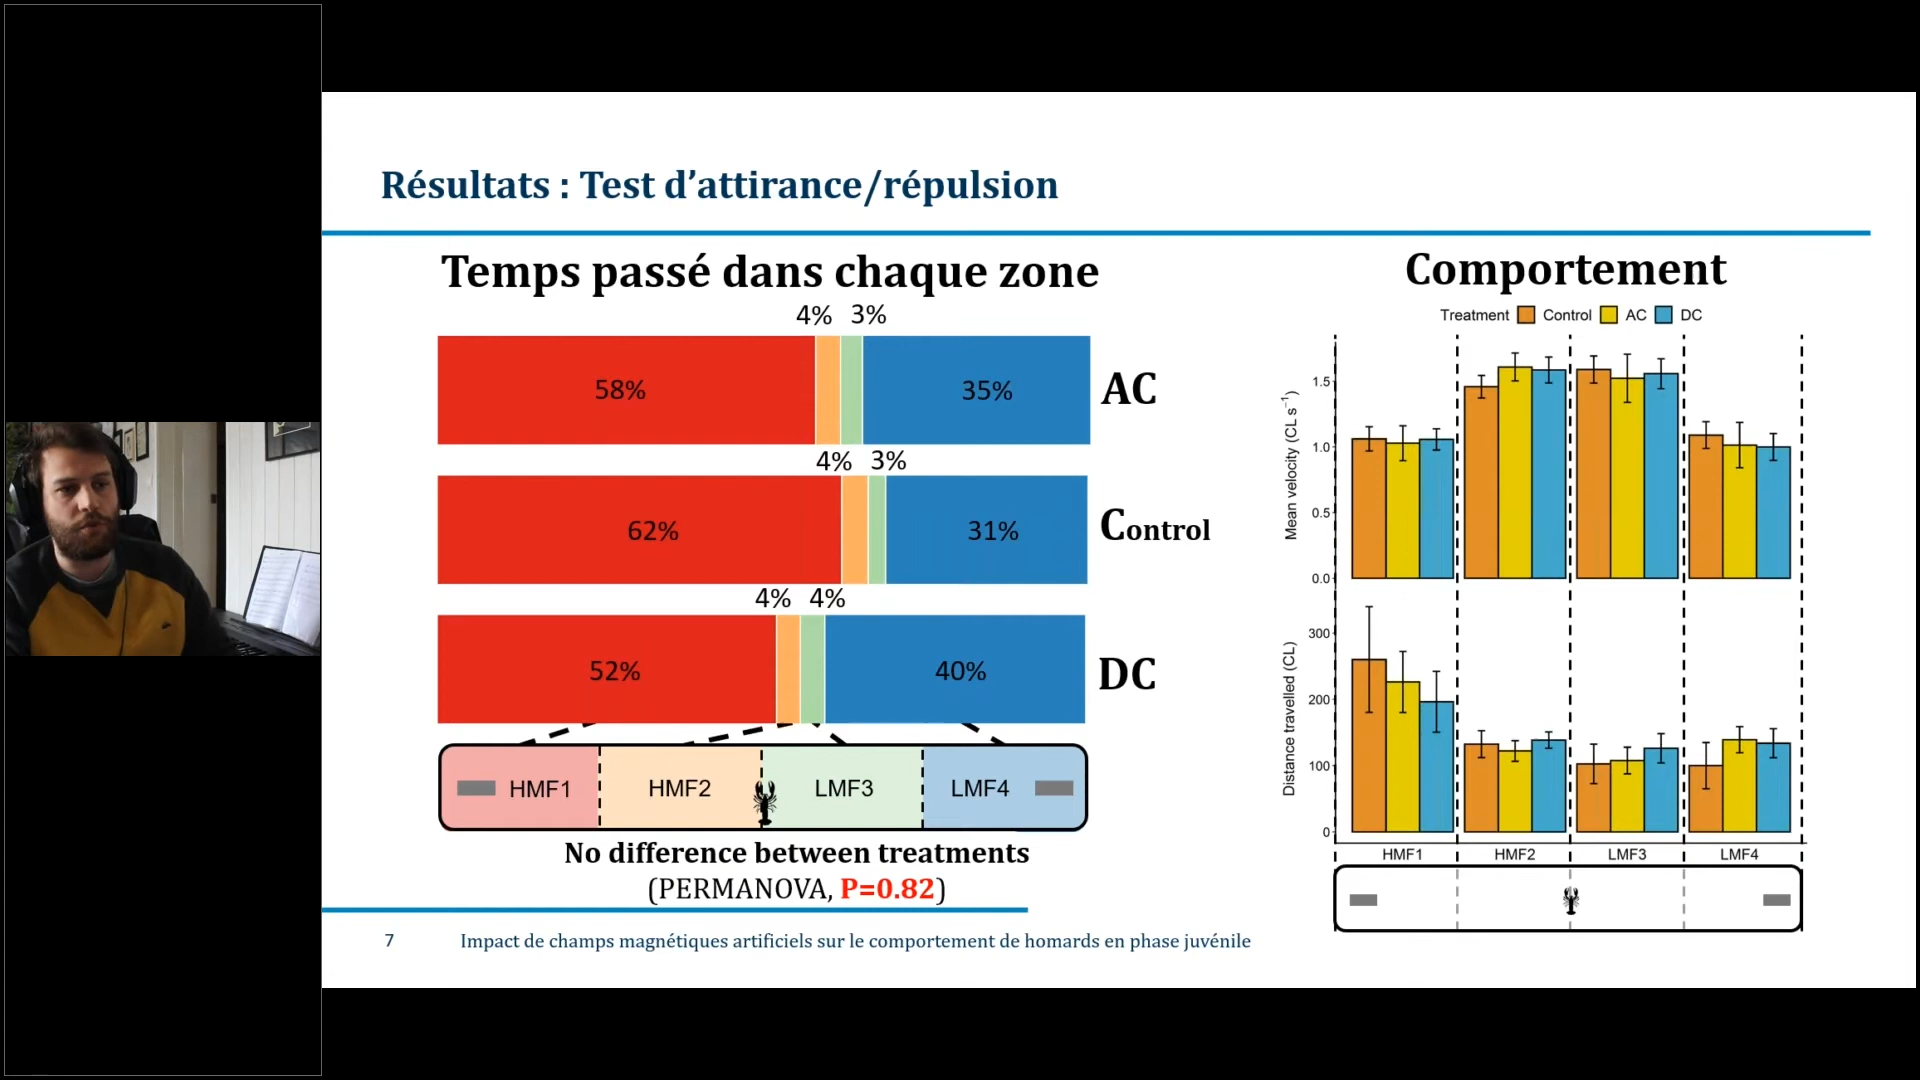 Résultats : Test d’attirance/répulsion
Temps passé dans chaque zone
4% 3%
58% 35% AC
4% 3%
62% 31% Control
4% 4%
52% 40% DC
HMF1 HMF2 LMF3 LMF4
No difference between treatments
(PERMANOVA, P=0.82)
Comportement
Treatment Control AC DC
Mean velocity (CL s⁻¹)
1.5
1.0
0.5
0.0
Distance travelled (CL)
300
200
100
0
HMF1 HMF2 LMF3 LMF4
7 Impact de champs magnétiques artificiels sur le comportement de homards en phase juvénile